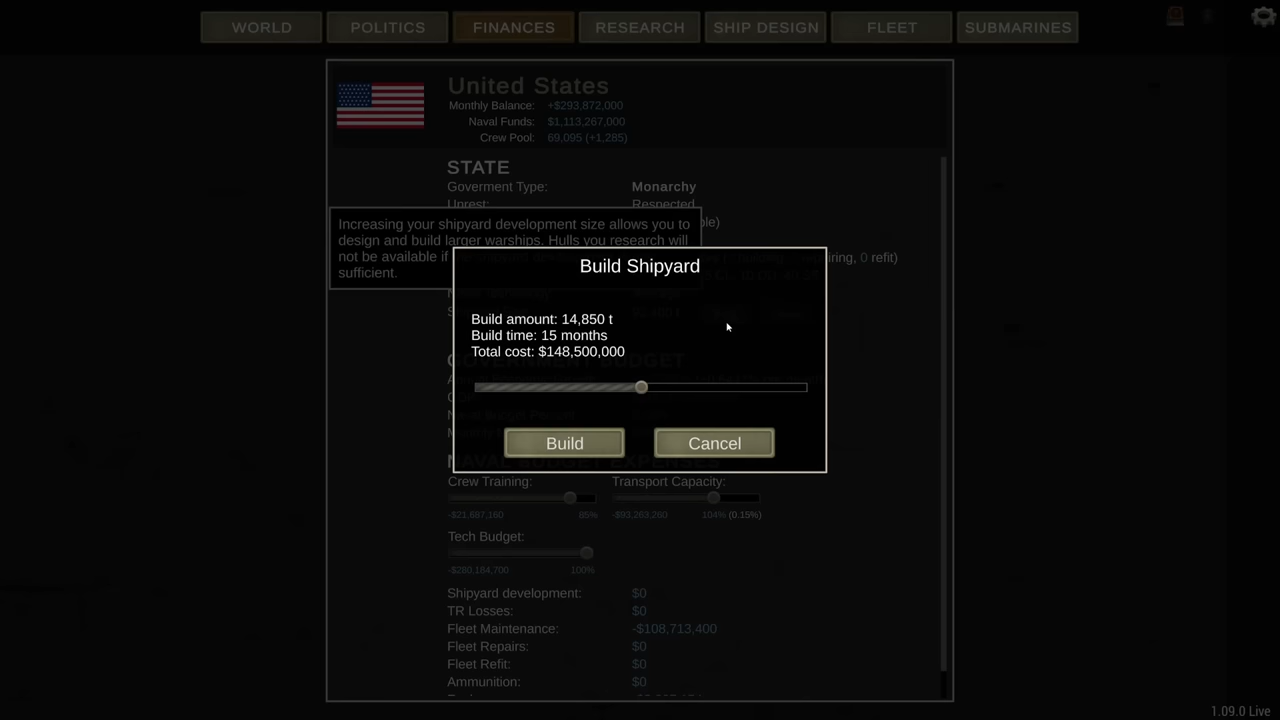 WORLD
POLITICS
FINANCES
RESEARCH
SHIP DESIGN
FLEET
SUBMARINES
United States
Monthly Balance: +$293,872,000
Naval Funds: $1,113,267,000
Crew Pool: 69,095 (+1,285)
STATE
Goverment Type: Monarchy
Unrest: Respected
Increasing your shipyard development size allows you to
design and build larger warships. Hulls you research will
not be available if
sufficient.
Build Shipyard
Build amount: 14,850 t
Build time: 15 months
Total cost: $148,500,000
Build
Cancel
Crew Training:
-$21,687,160 85%
Transport Capacity:
-$93,263,260 104% (0.15%)
Tech Budget:
-$280,184,700 100%
Shipyard development: $0
TR Losses: $0
Fleet Maintenance: -$108,713,400
Fleet Repairs: $0
Fleet Refit: $0
Ammunition: $0
1.09.0 Live